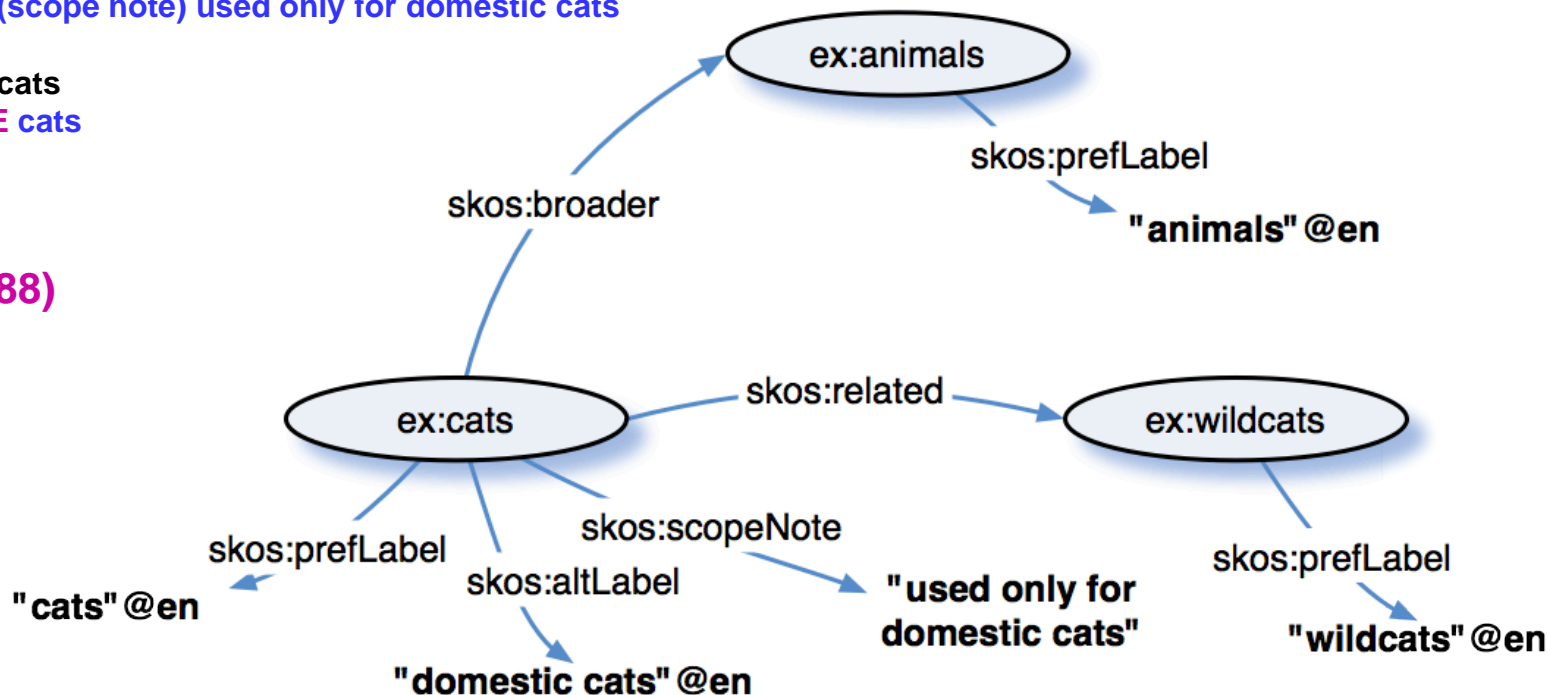 (scope note) used only for domestic cats
cats
E cats
88)
ex:animals
skos:prefLabel
"animals"@en
skos:broader
ex:cats
skos:related
ex:wildcats
skos:prefLabel
"cats"@en
skos:altLabel
"domestic cats"@en
skos:scopeNote
"used only for
domestic cats"
skos:prefLabel
"wildcats"@en